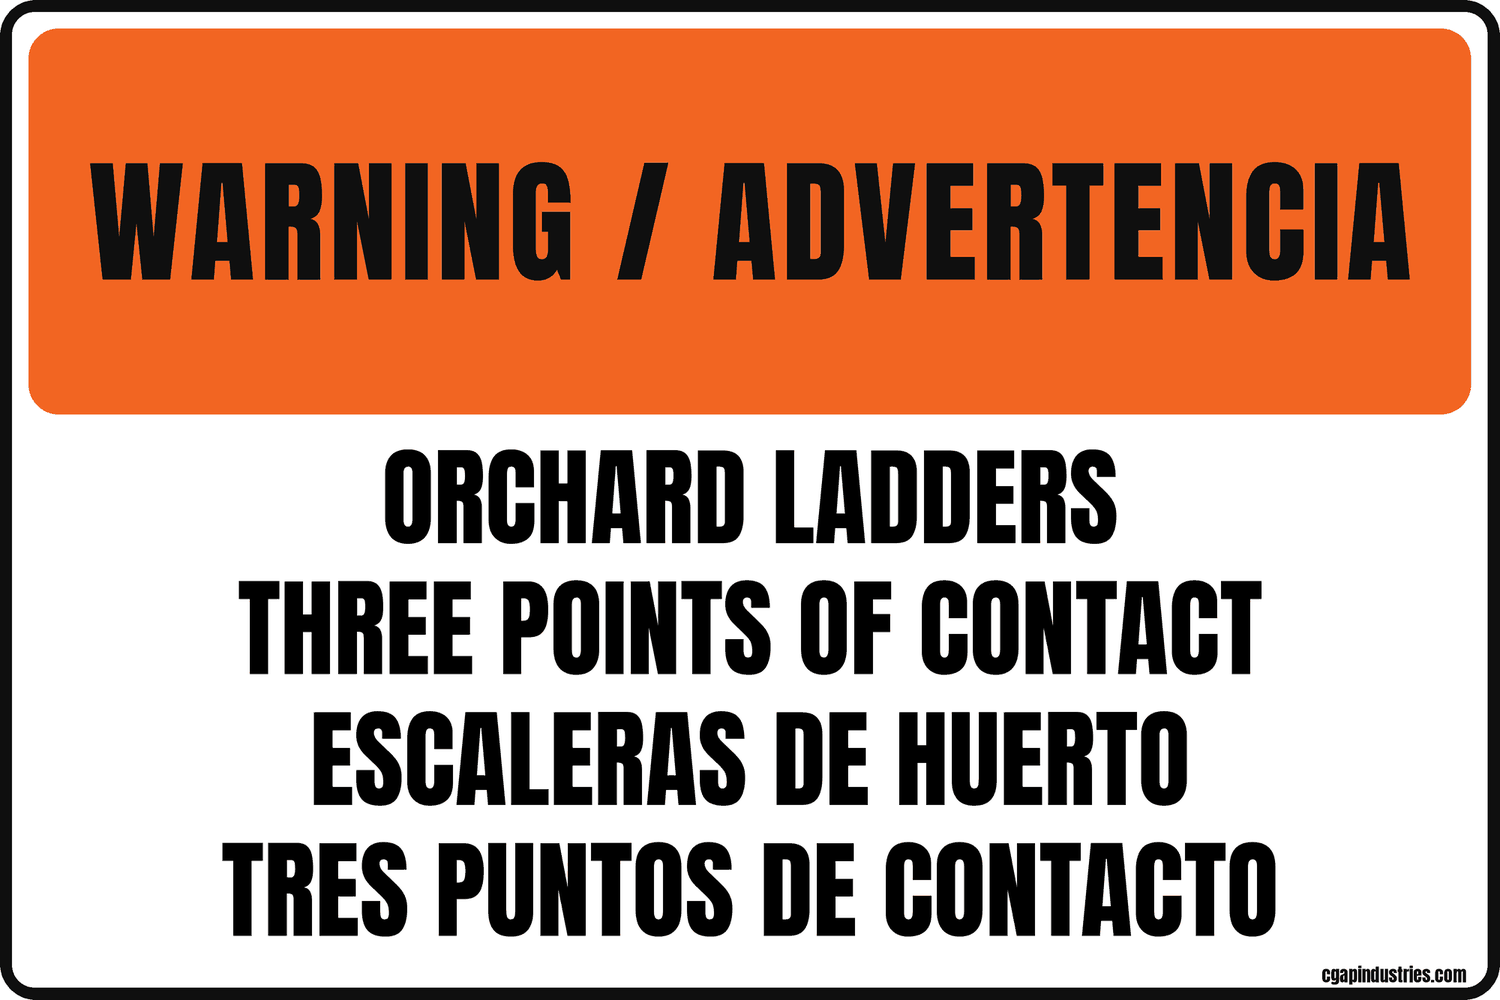 WARNING / ADVERTENCIA
ORCHARD LADDERS
THREE POINTS OF CONTACT
ESCALERAS DE HUERTO
TRES PUNTOS DE CONTACTO
cgapindustries.com